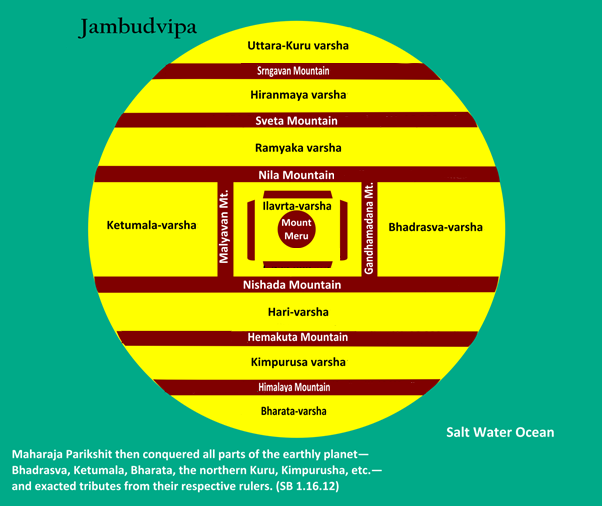 Jambudvipa
Uttara-Kuru varsha
Srngavan Mountain
Hiranmaya varsha
Sveta Mountain
Ramyaka varsha
Nila Mountain
Ketumala-varsha
Malyavan Mt.
Ilavrta-varsha
Mount
Meru
Gandhamadana Mt.
Bhadrasva-varsha
Nishada Mountain
Hari-varsha
Hemakuta Mountain
Kimpurusa varsha
Himalaya Mountain
Bharata-varsha
Salt Water Ocean
Maharaja Parikshit then conquered all parts of the earthly planet—
Bhadrasva, Ketumala, Bharata, the northern Kuru, Kimpurusha, etc.—
and exacted tributes from their respective rulers. (SB 1.16.12)